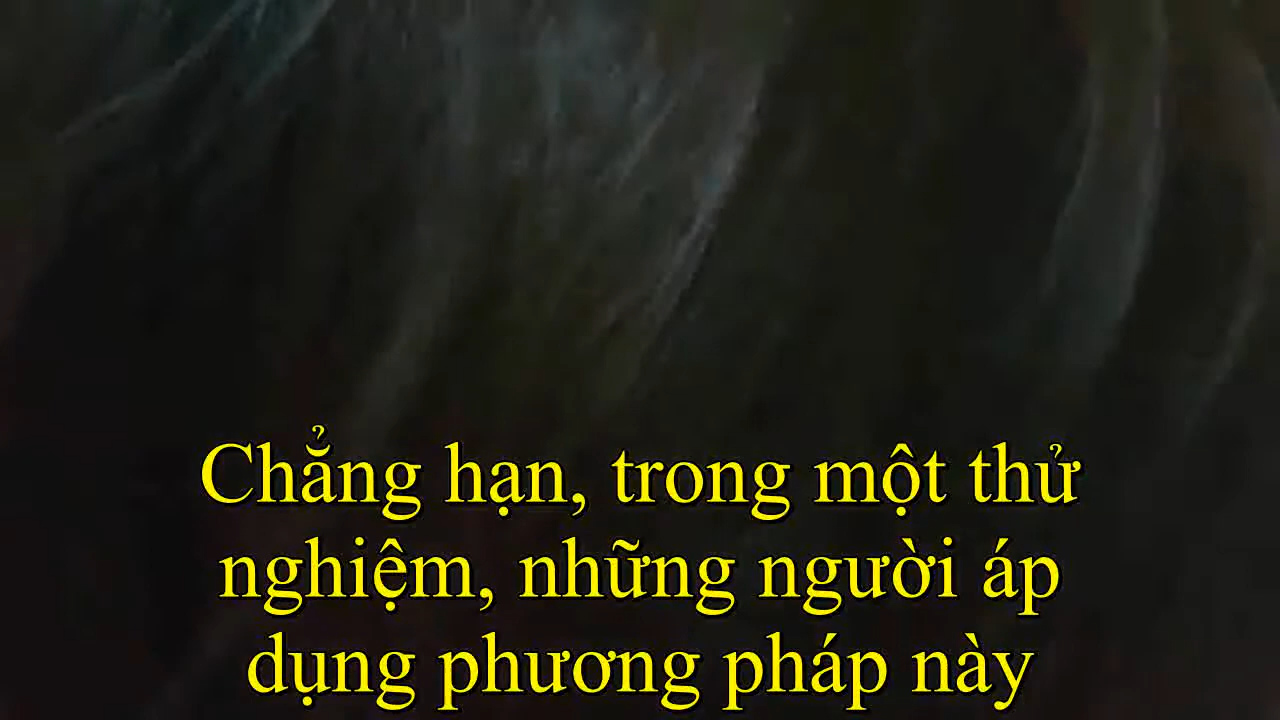 Chẳng hạn, trong một thử
nghiệm, những người áp
dụng phương pháp này